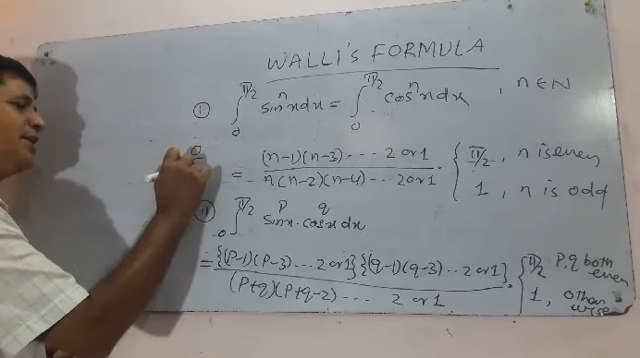 WALLI'S FORMULA
① ∫₀^{π/2} sinⁿx dx = ∫₀^{π/2} cosⁿx dx , n ∈ N
= (n-1)(n-3)... 2 or 1 / n(n-2)(n-4)... 2 or 1 . { π/2 , n is even
1 , n is odd
② ∫₀^{π/2} sin^p x . cos^q x dx
= {(P-1)(P-3)...2 or 1}{(q-1)(q-3)..2 or 1} / (P+q)(P+q-2).... 2 or 1 . { π/2 P.q both even
1, otherwise